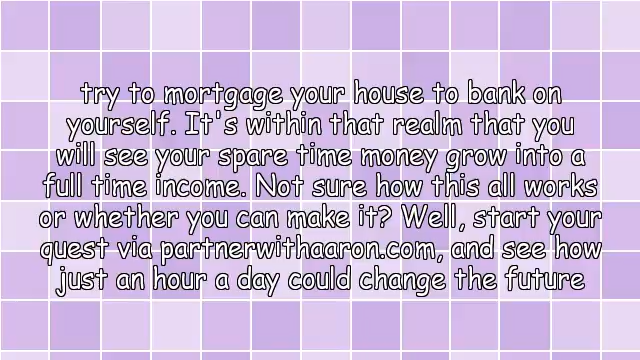 try to mortgage your house to bank on
yourself. It's within that realm that you
will see your spare time money grow into a
full time income. Not sure how this all works
or whether you can make it? Well, start your
quest via partnerwithaaron.com, and see how
just an hour a day could change the future